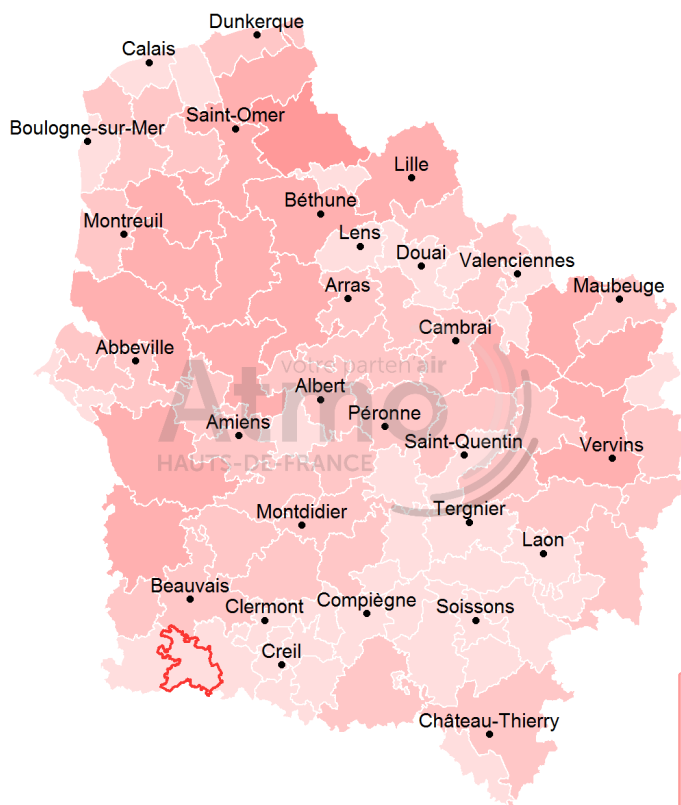 Dunkerque
Calais
Saint-Omer
Boulogne-sur-Mer
Lille
Béthune
Montreuil
Lens
Douai
Valenciennes
Arras
Maubeuge
Cambrai
Abbeville
votre parten'air
Atmo
HAUTS-DE-FRANCE
Albert
Péronne
Amiens
Saint-Quentin
Vervins
Montdidier
Tergnier
Laon
Beauvais
Clermont
Compiègne
Soissons
Creil
Château-Thierry